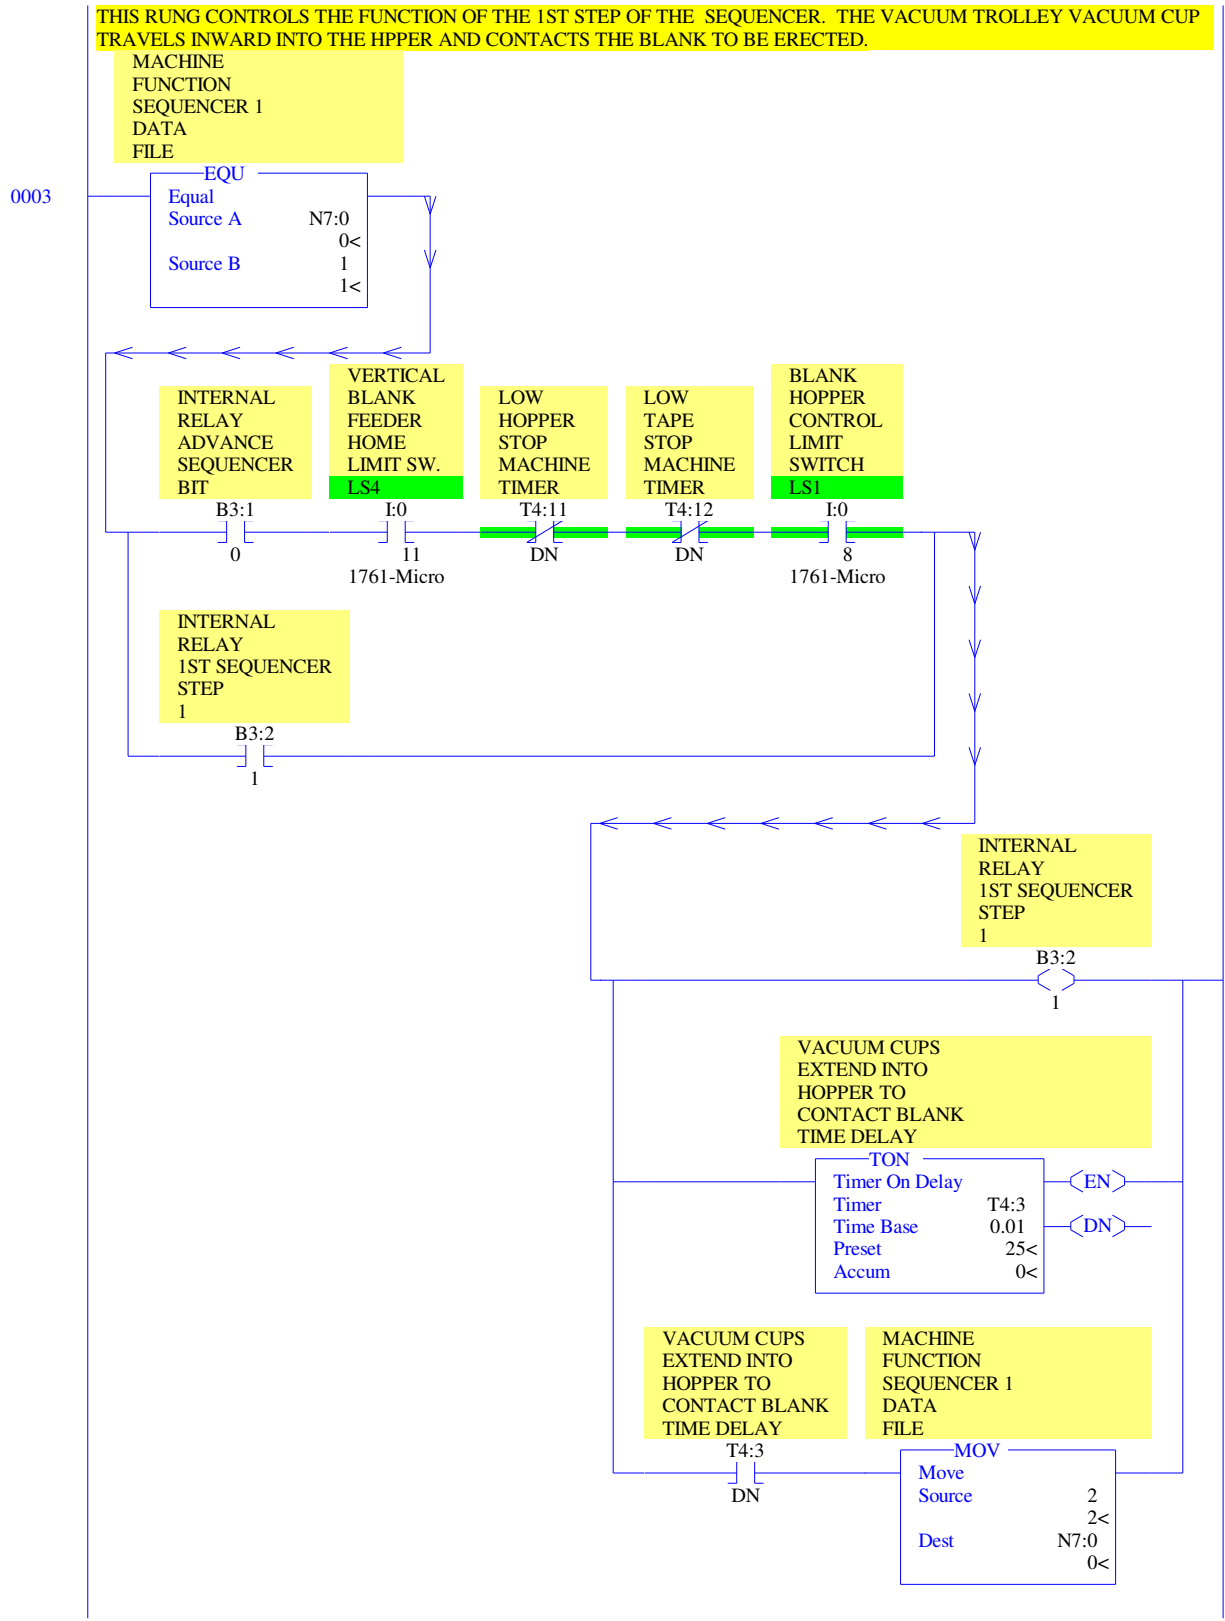 THIS RUNG CONTROLS THE FUNCTION OF THE 1ST STEP OF THE  SEQUENCER.  THE VACUUM TROLLEY VACUUM CUP
TRAVELS INWARD INTO THE HPPER AND CONTACTS THE BLANK TO BE ERECTED.
MACHINE
FUNCTION
SEQUENCER 1
DATA
FILE
EQU
0003
Equal
Source A N7:0
0<
Source B 1
1<
INTERNAL
RELAY
ADVANCE
SEQUENCER
BIT
B3:1
0
VERTICAL
BLANK
FEEDER
HOME
LIMIT SW.
LS4
I:0
11
1761-Micro
LOW
HOPPER
STOP
MACHINE
TIMER
T4:11
DN
LOW
TAPE
STOP
MACHINE
TIMER
T4:12
DN
BLANK
HOPPER
CONTROL
LIMIT
SWITCH
LS1
I:0
8
1761-Micro
INTERNAL
RELAY
1ST SEQUENCER
STEP
1
B3:2
1
INTERNAL
RELAY
1ST SEQUENCER
STEP
1
B3:2
1
VACUUM CUPS
EXTEND INTO
HOPPER TO
CONTACT BLANK
TIME DELAY
TON
Timer On Delay EN
Timer T4:3
Time Base 0.01 DN
Preset 25<
Accum 0<
VACUUM CUPS
EXTEND INTO
HOPPER TO
CONTACT BLANK
TIME DELAY
T4:3
DN
MACHINE
FUNCTION
SEQUENCER 1
DATA
FILE
MOV
Move
Source 2
2<
Dest N7:0
0<